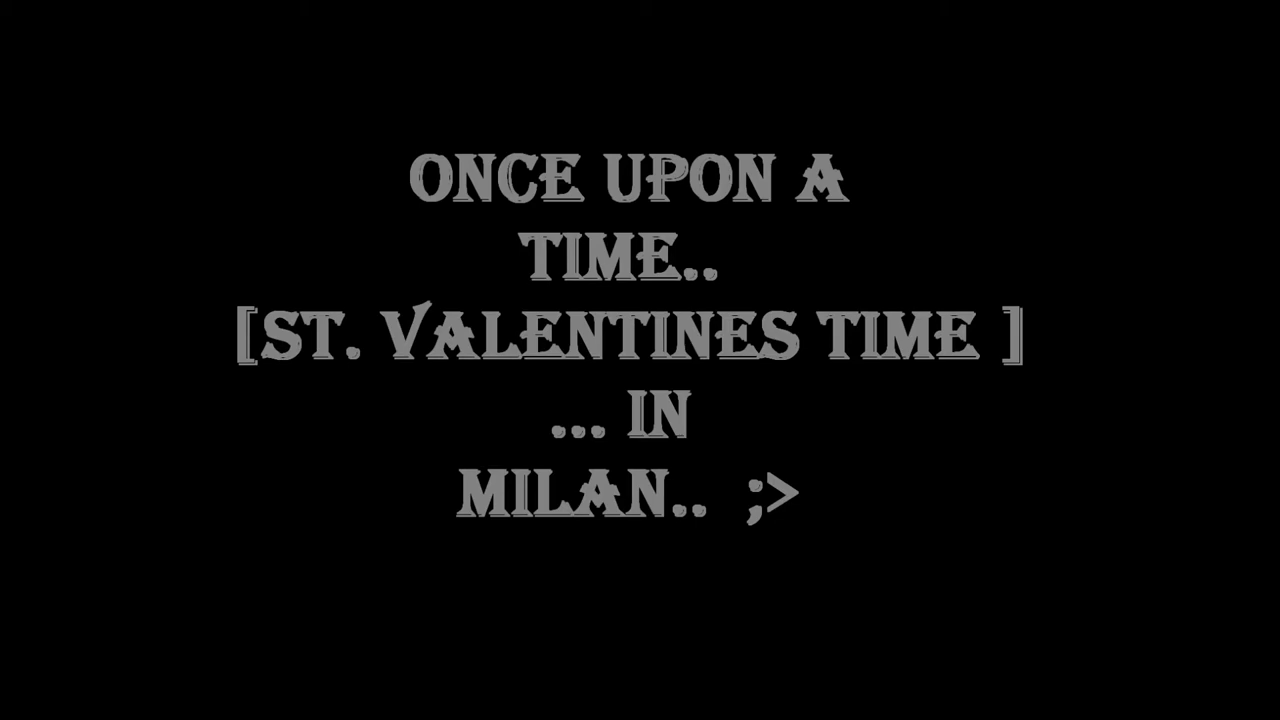 ONCE UPON A
TIME..
[ST. VALENTINES TIME ]
... IN
MILAN..  ;>